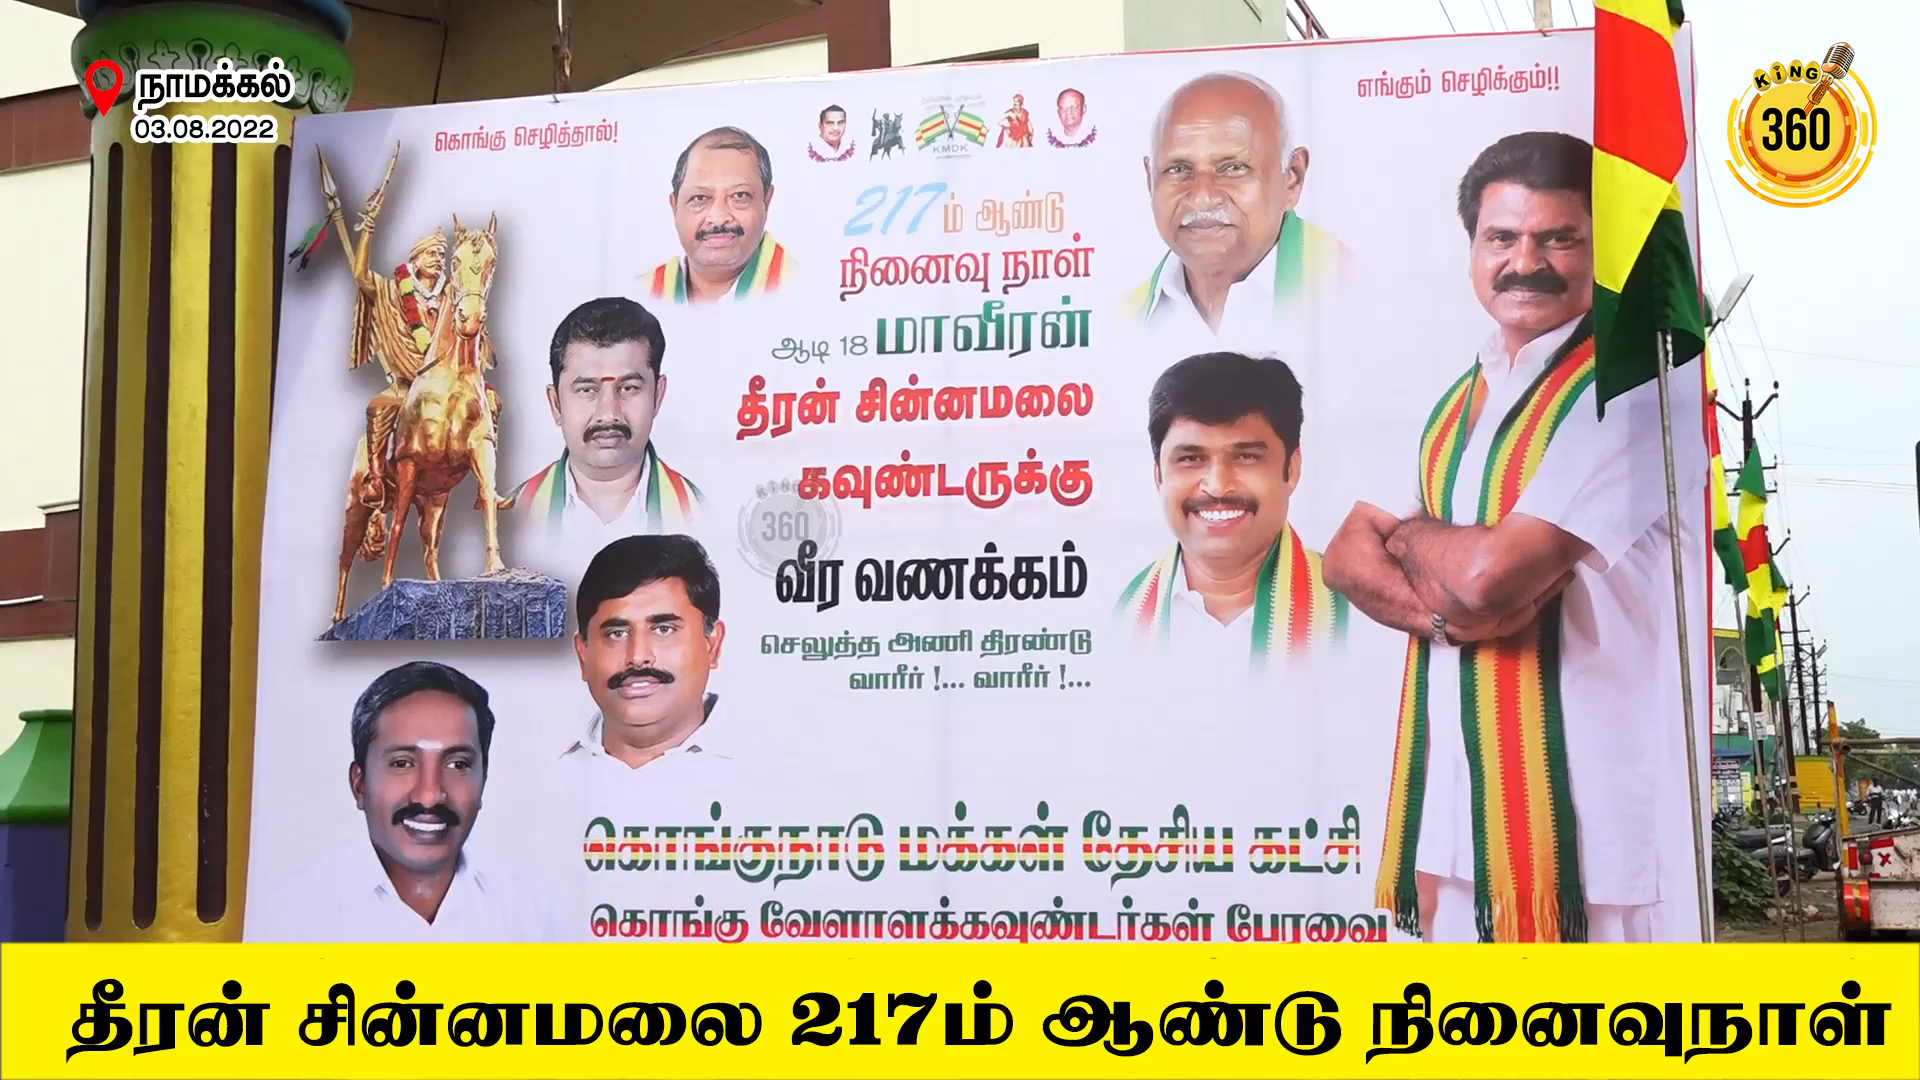 நாமக்கல்
03.08.2022
KING
360
கொங்கு செழித்தால்!
எங்கும் செழிக்கும்!!
KMDK
217ம் ஆண்டு
நினைவு நாள்
ஆடி 18 மாவீரன்
தீரன் சின்னமலை
கவுண்டருக்கு
KING
360
வீர வணக்கம்
செலுத்த அணி திரண்டு
வாரீர் !... வாரீர் !...
கொங்குநாடு மக்கள் தேசிய கட்சி
கொங்கு வேளாளக்கவுண்டர்கள் பேரவை
தீரன் சின்னமலை 217ம் ஆண்டு நினைவுநாள்